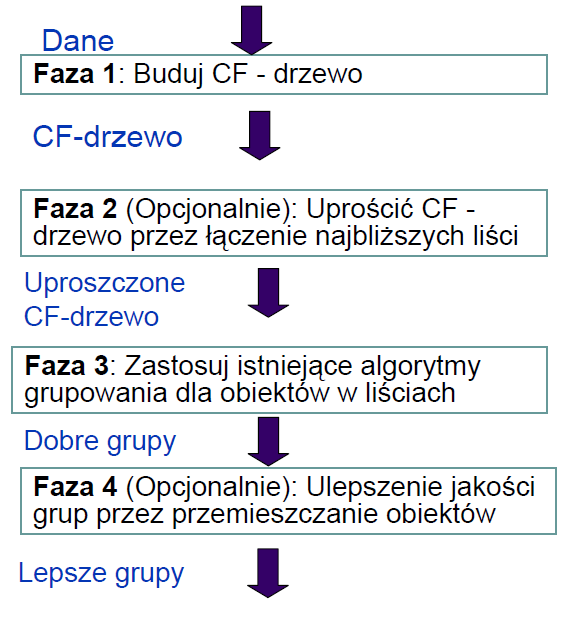 Dane
Faza 1: Buduj CF - drzewo
CF-drzewo
Faza 2 (Opcjonalnie): Uprościć CF -
drzewo przez łączenie najbliższych liści
Uproszczone
CF-drzewo
Faza 3: Zastosuj istniejące algorytmy
grupowania dla obiektów w liściach
Dobre grupy
Faza 4 (Opcjonalnie): Ulepszenie jakości
grup przez przemieszczanie obiektów
Lepsze grupy